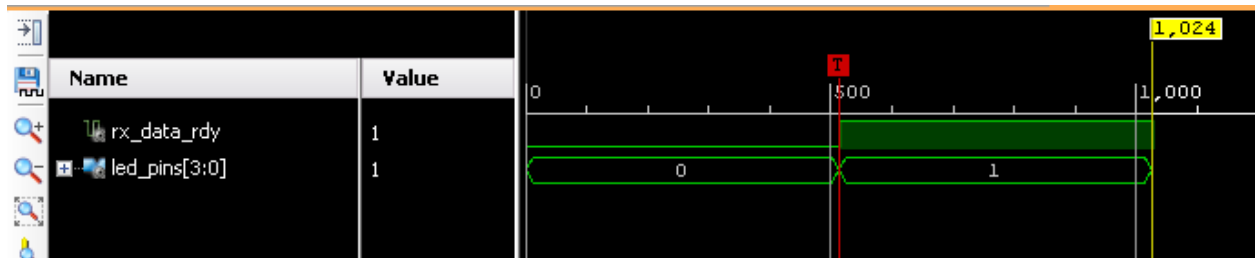 1,024
Name Value T
0 500 1,000
rx_data_rdy 1
led_pins[3:0] 1 0 1